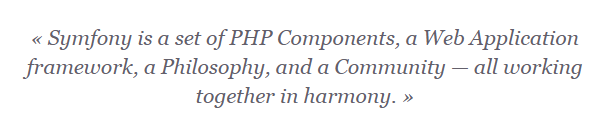 « Symfony is a set of PHP Components, a Web Application
framework, a Philosophy, and a Community — all working
together in harmony. »